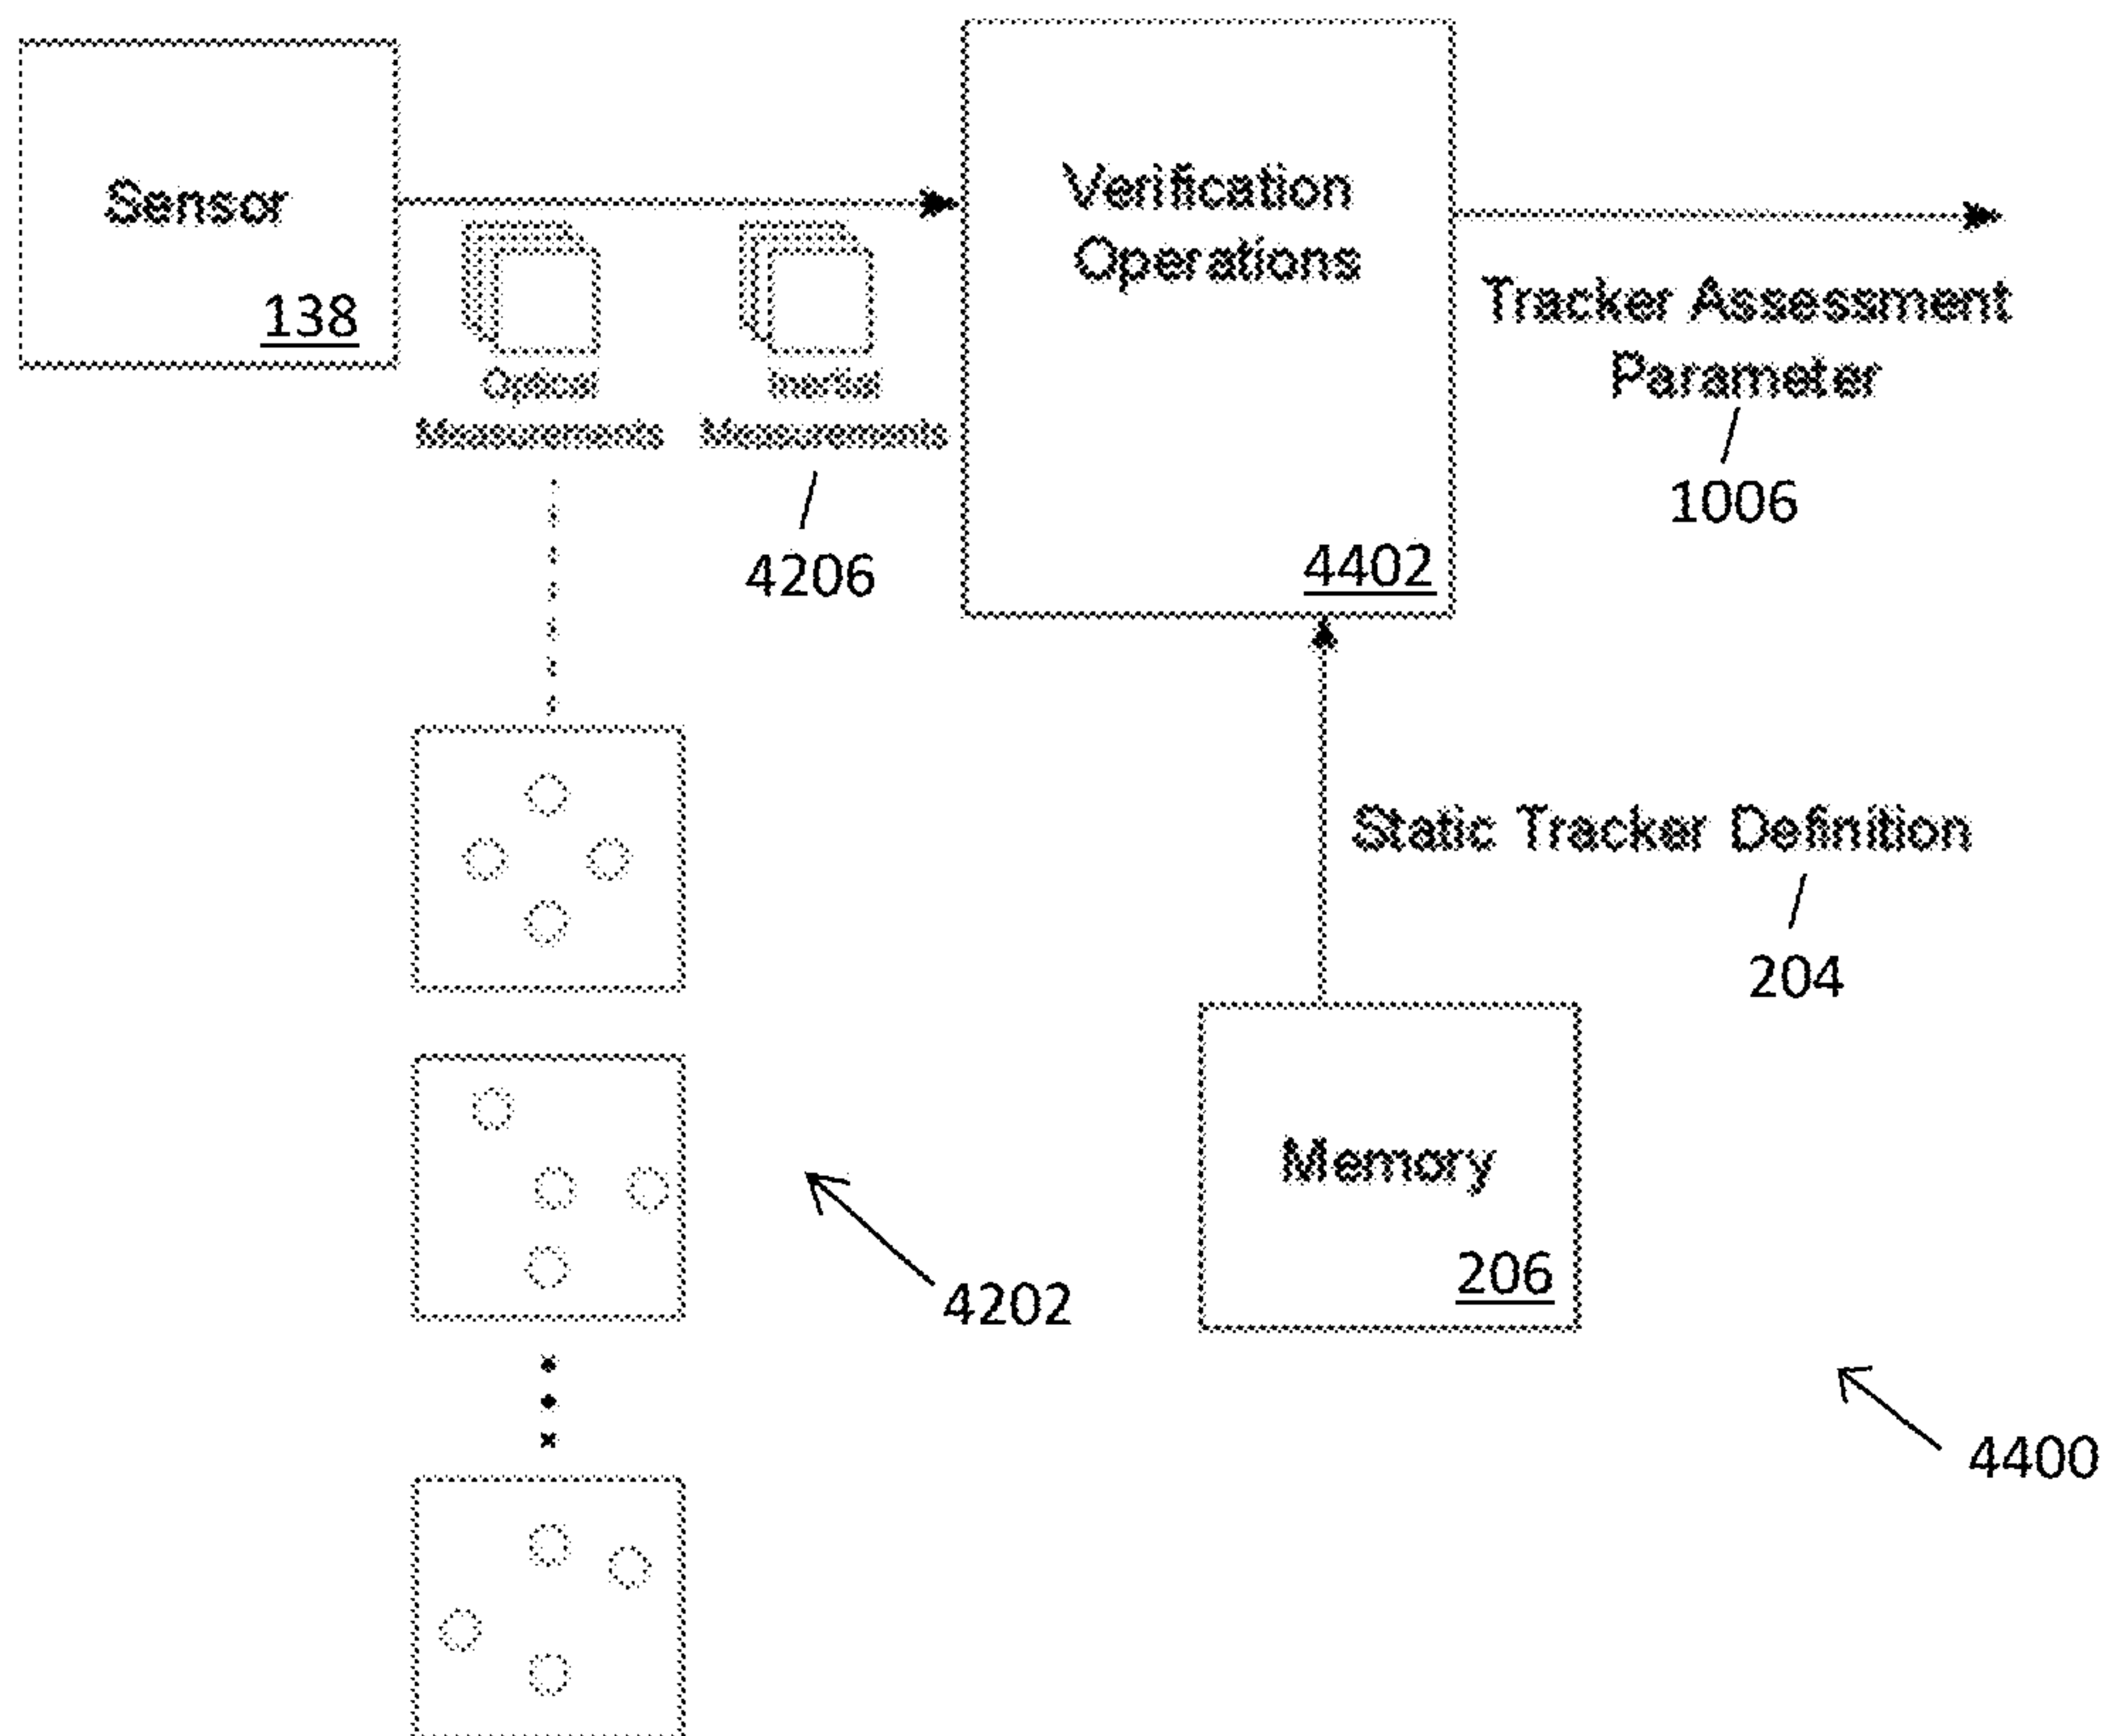 Sensor
138
Optical
Measurements
Inertial
Measurements
4206
Verification
Operations
4402
Tracker Assessment
Parameter
1006
Static Tracker Definition
204
Memory
206
4202
4400